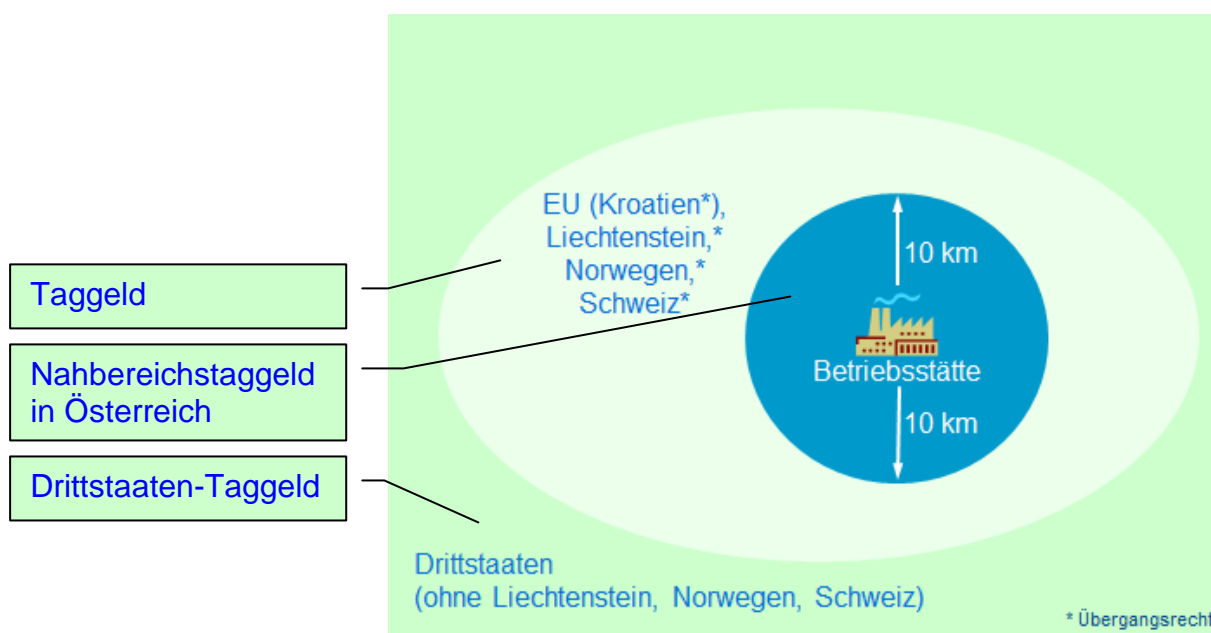 EU (Kroatien*),
Liechtenstein,*
Norwegen,*
Schweiz*
10 km
Betriebsstätte
10 km
Taggeld
Nahbereichstaggeld
in Österreich
Drittstaaten-Taggeld
Drittstaaten
(ohne Liechtenstein, Norwegen, Schweiz)
* Übergangsrecht